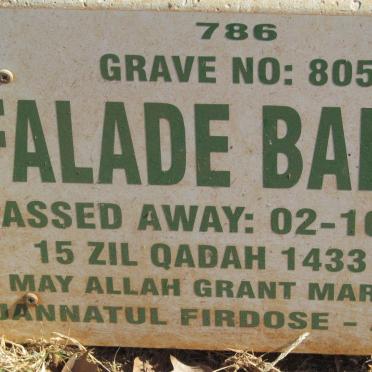 786
GRAVE NO: 805
FALADE BA
ASSED AWAY: 02-10
15 ZIL QADAH 1433
MAY ALLAH GRANT MAR
JANNATUL FIRDOSE -